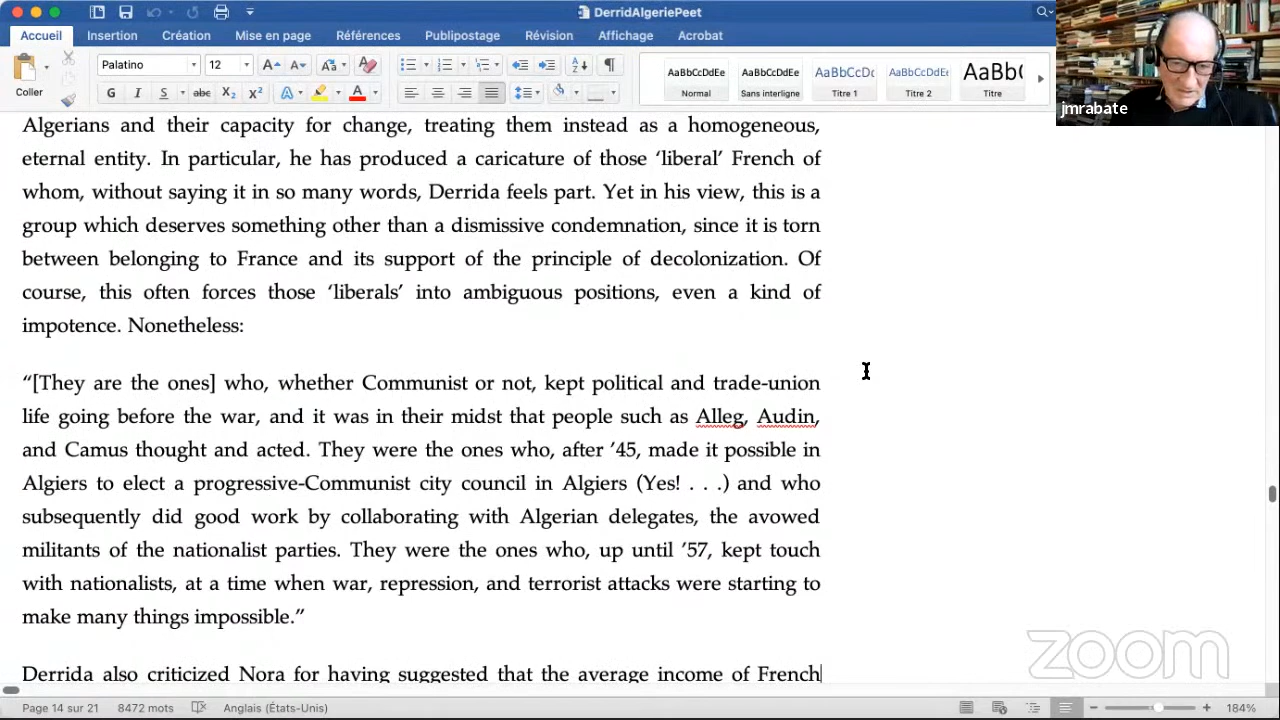 DerridAlgeriePeet
Accueil Insertion Création Mise en page Références Publipostage Révision Affichage Acrobat
Coller Palatino 12 A A Aa A
G I S abc X₂ X² A A
AaBbCcDdEe AaBbCcDdEe AaBbCcDc AaBbCcDdEe AaBb(
Normal Sans interligne Titre 1 Titre 2 Titre
jmrabate
Algerians and their capacity for change, treating them instead as a homogeneous,
eternal entity. In particular, he has produced a caricature of those ‘liberal’ French of
whom, without saying it in so many words, Derrida feels part. Yet in his view, this is a
group which deserves something other than a dismissive condemnation, since it is torn
between belonging to France and its support of the principle of decolonization. Of
course, this often forces those ‘liberals’ into ambiguous positions, even a kind of
impotence. Nonetheless:
“[They are the ones] who, whether Communist or not, kept political and trade-union
life going before the war, and it was in their midst that people such as Alleg, Audin,
and Camus thought and acted. They were the ones who, after ’45, made it possible in
Algiers to elect a progressive-Communist city council in Algiers (Yes! . . .) and who
subsequently did good work by collaborating with Algerian delegates, the avowed
militants of the nationalist parties. They were the ones who, up until ’57, kept touch
with nationalists, at a time when war, repression, and terrorist attacks were starting to
make many things impossible.”
Derrida also criticized Nora for having suggested that the average income of French
zoom
Page 14 sur 21 8472 mots Anglais (États-Unis) 184%